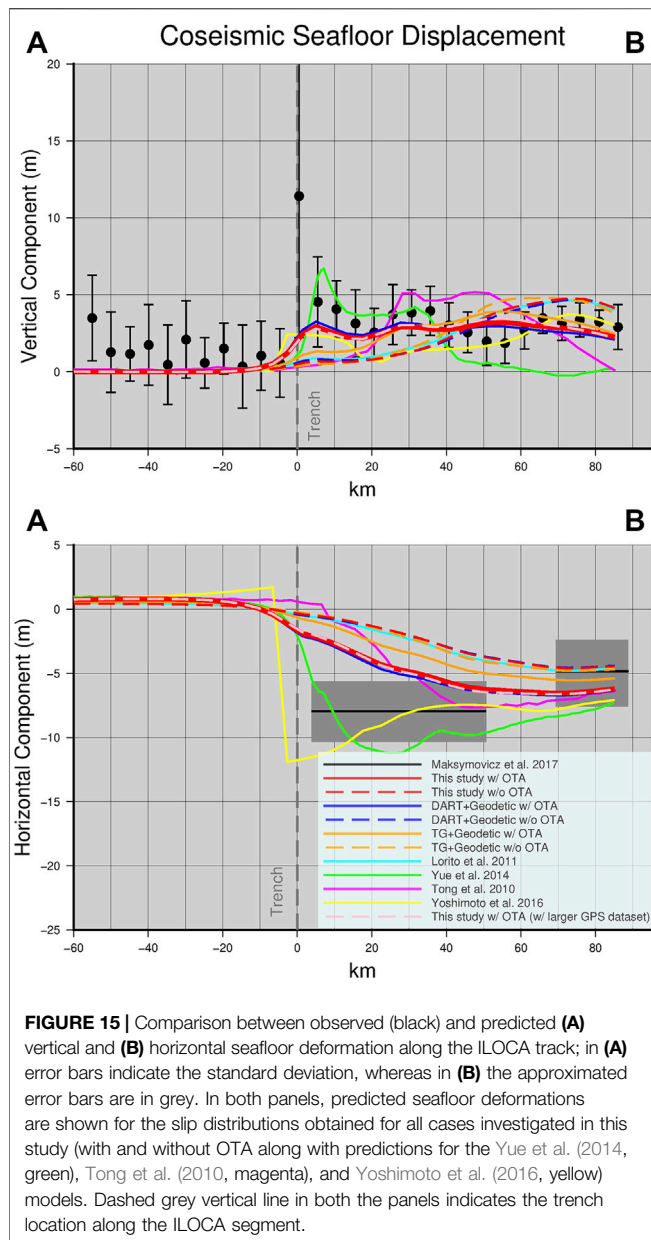 A
B
Coseismic Seafloor Displacement
20
15
10
5
0
−5
Vertical Component (m)
Trench
−60 −40 −20 0 20 40 60 80
km
A
B
5
0
−5
−10
−15
−20
−25
Horizontal Component (m)
Trench
Maksymovicz et al. 2017
This study w/ OTA
This study w/o OTA
DART+Geodetic w/ OTA
DART+Geodetic w/o OTA
TG+Geodetic w/ OTA
TG+Geodetic w/o OTA
Lorito et al. 2011
Yue et al. 2014
Tong et al. 2010
Yoshimoto et al. 2016
This study w/ OTA (w/ larger GPS dataset)
−60 −40 −20 0 20 40 60 80
km
FIGURE 15 | Comparison between observed (black) and predicted (A)
vertical and (B) horizontal seafloor deformation along the ILOCA track; in (A)
error bars indicate the standard deviation, whereas in (B) the approximated
error bars are in grey. In both panels, predicted seafloor deformations
are shown for the slip distributions obtained for all cases investigated in this
study (with and without OTA along with predictions for the Yue et al. (2014,
green), Tong et al. (2010, magenta), and Yoshimoto et al. (2016, yellow)
models. Dashed grey vertical line in both the panels indicates the trench
location along the ILOCA segment.